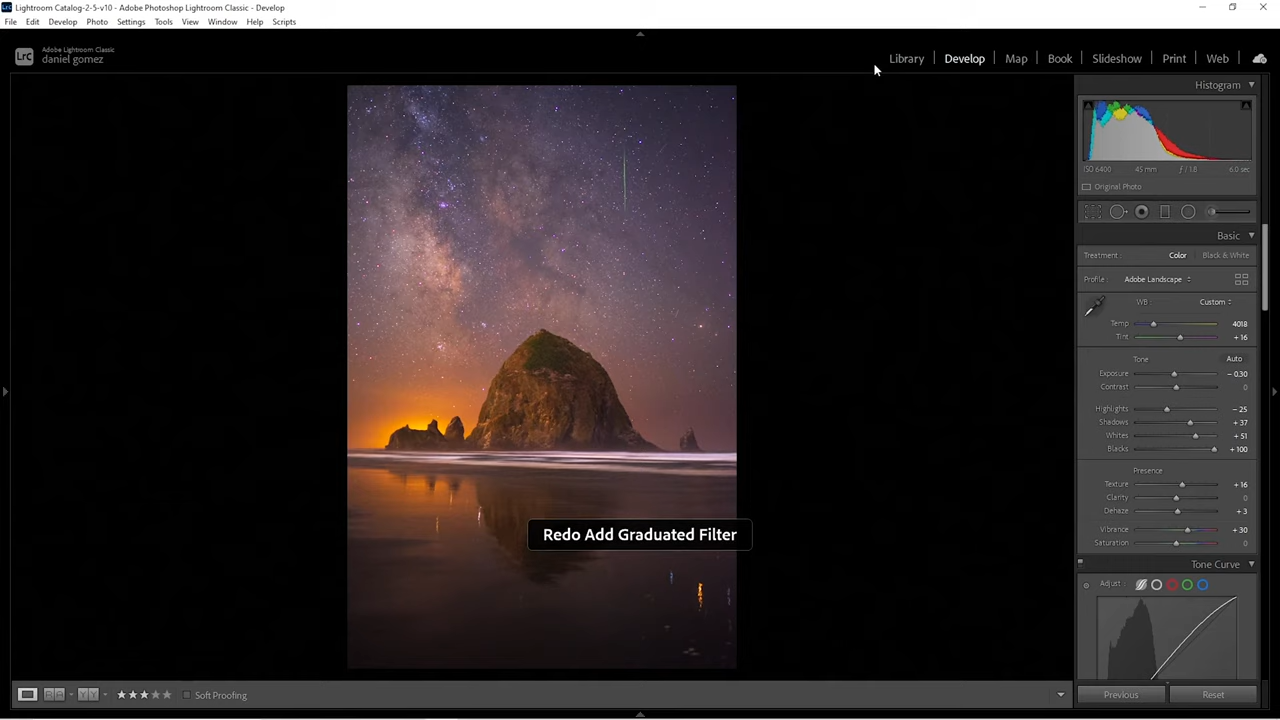 Lightroom Catalog-2-5-v10 - Adobe Photoshop Lightroom Classic - Develop
File Edit Develop Photo Settings Tools View Window Help Scripts
Lrc
Adobe Lightroom Classic
daniel gomez
Library Develop Map Book Slideshow Print Web
Histogram
ISO 6400 45 mm ƒ / 1.8 6.0 sec
Original Photo
Basic
Treatment : Color Black & White
Profile : Adobe Landscape
WB : Custom
Temp 4018
Tint + 16
Tone Auto
Exposure - 0.30
Contrast 0
Highlights - 25
Shadows + 37
Whites + 51
Blacks + 100
Presence
Texture + 16
Clarity 0
Dehaze + 3
Vibrance + 30
Saturation 0
Tone Curve
Adjust :
Redo Add Graduated Filter
Soft Proofing
Previous Reset